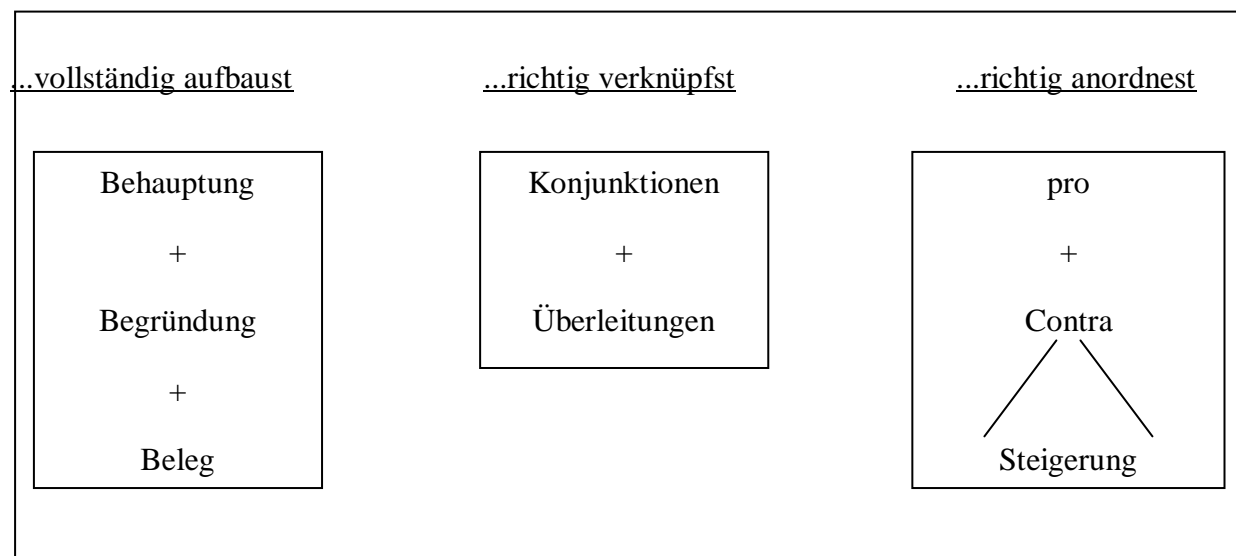 ...vollständig aufbaust
...richtig verknüpfst
...richtig anordnest
Behauptung
+
Begründung
+
Beleg
Konjunktionen
+
Überleitungen
pro
+
Contra
Steigerung